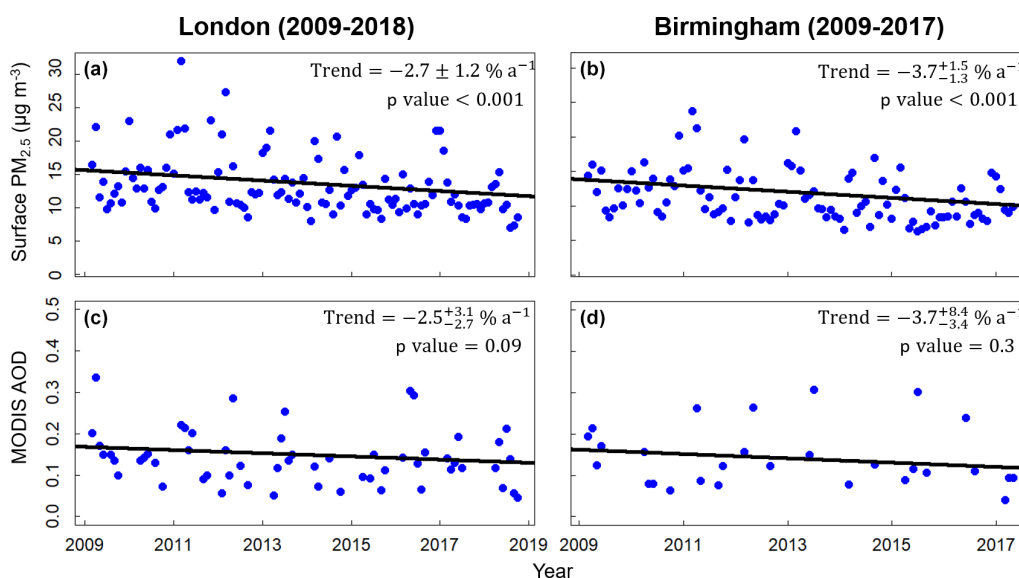 London (2009-2018)
Birmingham (2009-2017)
Surface PM2.5 (µg m-3)
30
25
20
15
10
5
0
(a)
Trend = −2.7 ± 1.2 % a−1
p value < 0.001
(b)
Trend = −3.7 +1.5 −1.3 % a−1
p value < 0.001
MODIS AOD
0.5
0.4
0.3
0.2
0.1
0.0
(c)
Trend = −2.5 +3.1 −2.7 % a−1
p value = 0.09
(d)
Trend = −3.7 +8.4 −3.4 % a−1
p value = 0.3
2009 2011 2013 2015 2017 2019
2009 2011 2013 2015 2017
Year